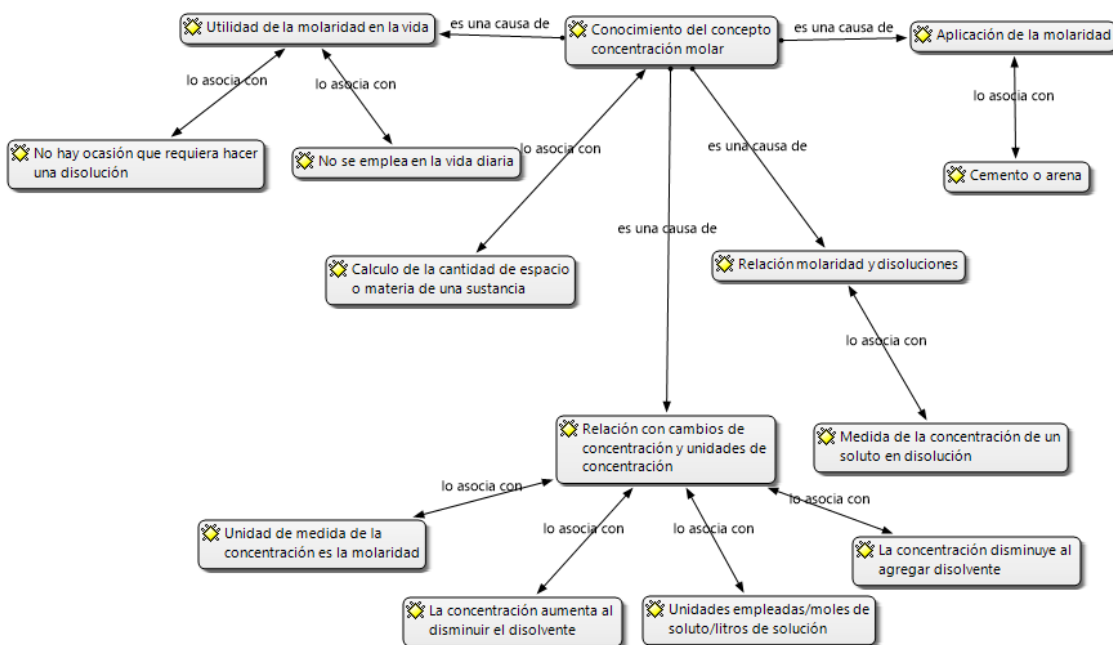 Utilidad de la molaridad en la vida
es una causa de
Conocimiento del concepto
concentración molar
es una causa de
Aplicación de la molaridad
lo asocia con
lo asocia con
lo asocia con
No hay ocasión que requiera hacer
una disolución
No se emplea en la vida diaria
lo asocia con
es una causa de
Cemento o arena
es una causa de
Calculo de la cantidad de espacio
o materia de una sustancia
Relación molaridad y disoluciones
lo asocia con
Relación con cambios de
concentración y unidades de
concentración
Medida de la concentración de un
soluto en disolución
lo asocia con
lo asocia con
lo asocia con
lo asocia con
Unidad de medida de la
concentración es la molaridad
La concentración disminuye al
agregar disolvente
La concentración aumenta al
disminuir el disolvente
Unidades empleadas/moles de
soluto/litros de solución